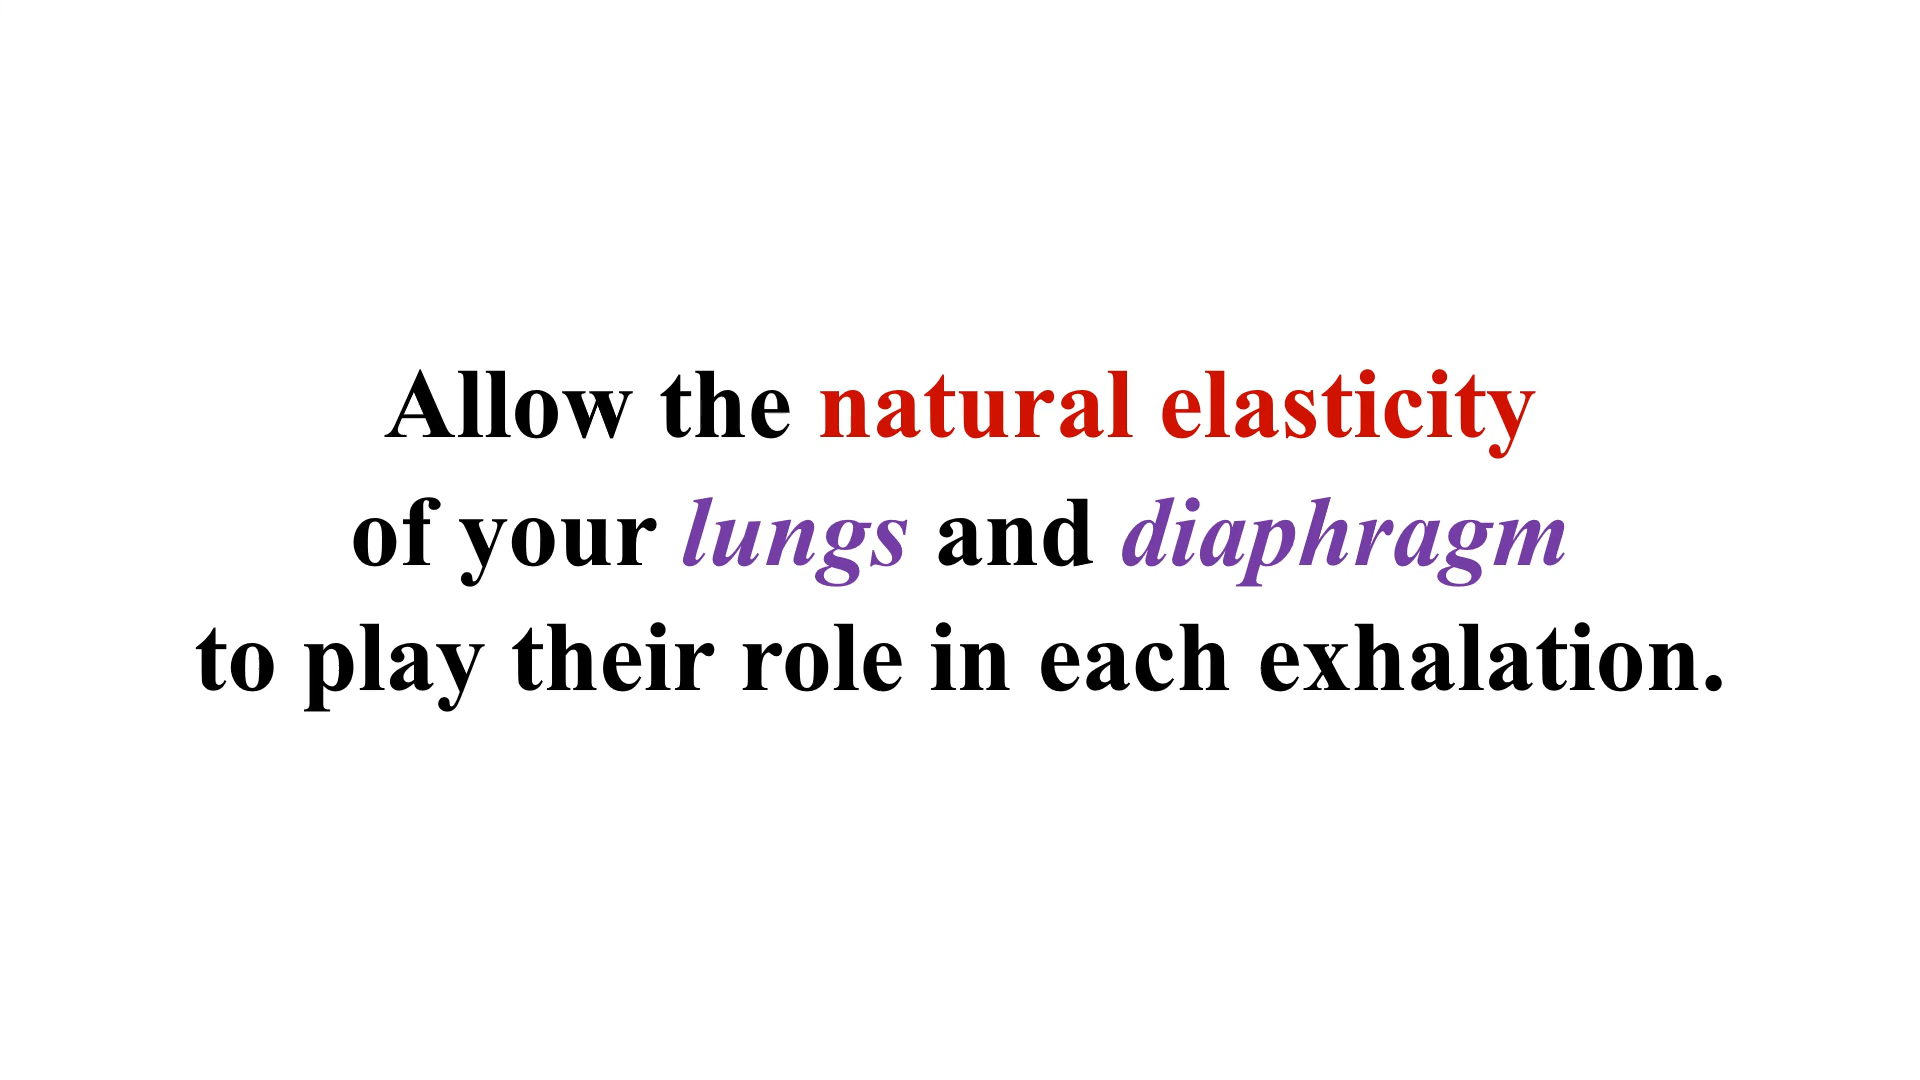 Allow the natural elasticity
of your lungs and diaphragm
to play their role in each exhalation.